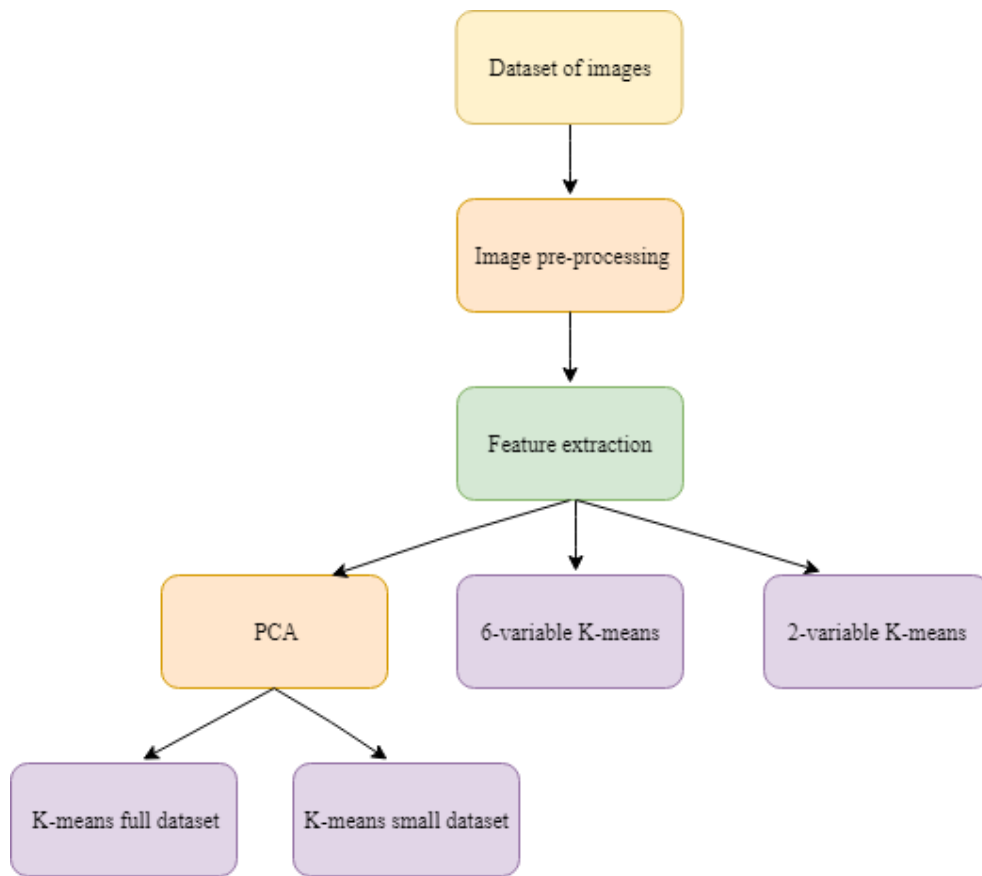 Dataset of images
Image pre-processing
Feature extraction
PCA
6-variable K-means
2-variable K-means
K-means full dataset
K-means small dataset